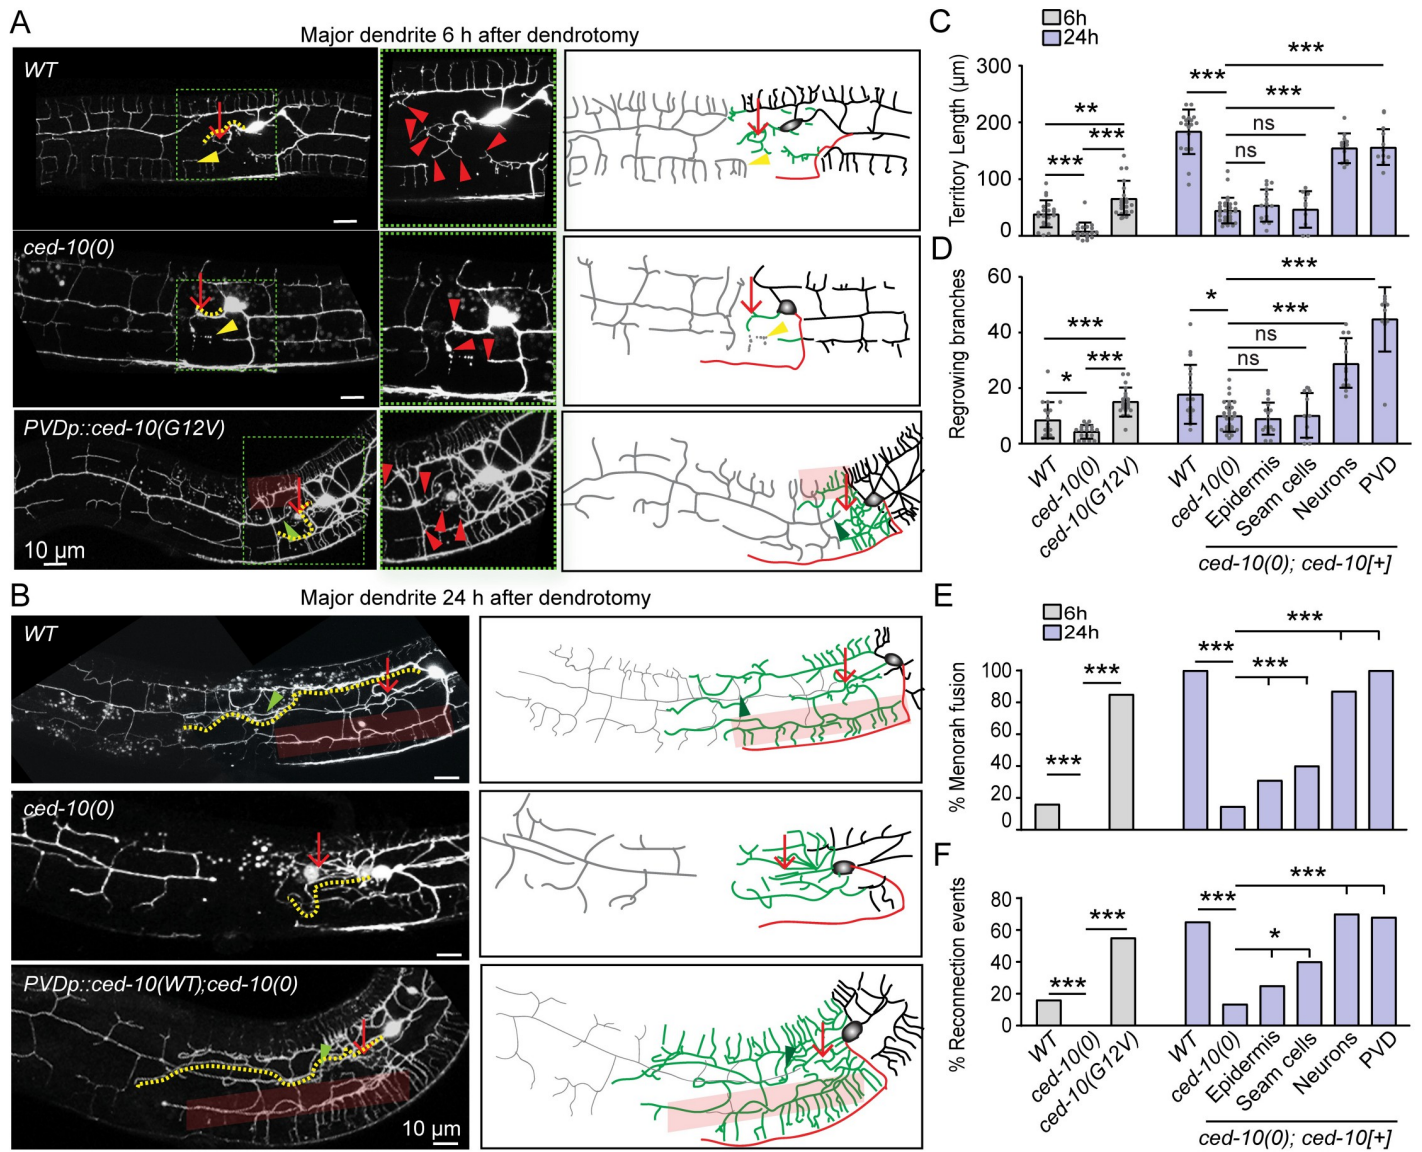 A
Major dendrite 6 h after dendrotomy
WT
ced-10(0)
PVDp::ced-10(G12V)
10 µm
B
Major dendrite 24 h after dendrotomy
WT
ced-10(0)
PVDp::ced-10(WT);ced-10(0)
10 µm
C
6h
24h
Territory Length (µm)
300
200
100
0
***
**
***
***
***
***
ns
ns
D
Regrowing branches
60
40
20
0
***
*
***
*
***
***
ns
ns
WT
ced-10(0)
ced-10(G12V)
WT
ced-10(0)
Epidermis
Seam cells
Neurons
PVD
ced-10(0); ced-10[+]
E
6h
24h
% Menorah fusion
100
80
60
40
20
0
***
***
***
***
***
F
% Reconnection events
80
60
40
20
0
***
***
***
***
*
WT
ced-10(0)
ced-10(G12V)
WT
ced-10(0)
Epidermis
Seam cells
Neurons
PVD
ced-10(0); ced-10[+]